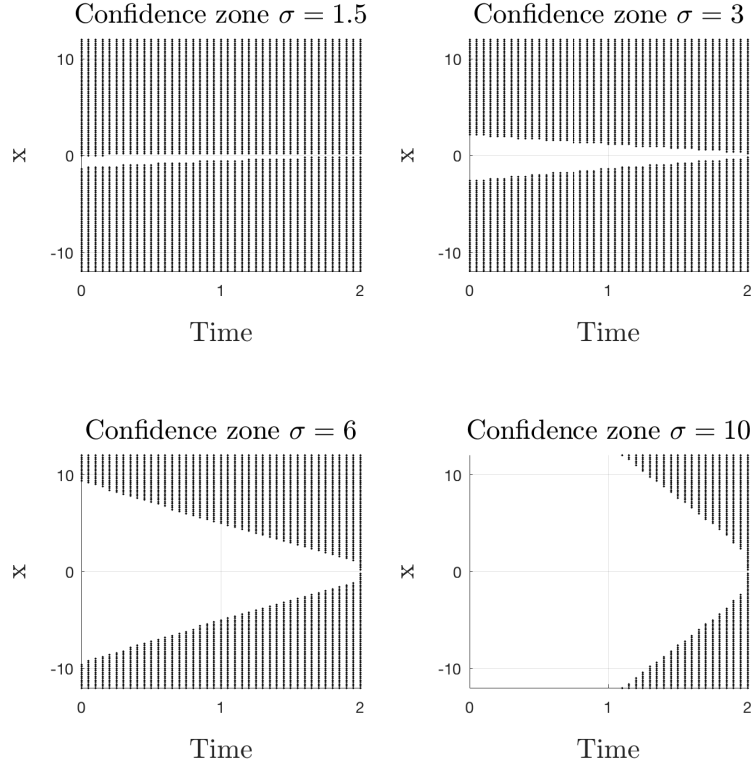 Confidence zone σ = 1.5
10
0
-10
x
0 1 2
Time
Confidence zone σ = 3
10
0
-10
x
0 1 2
Time
Confidence zone σ = 6
10
0
-10
x
0 1 2
Time
Confidence zone σ = 10
10
0
-10
x
0 1 2
Time